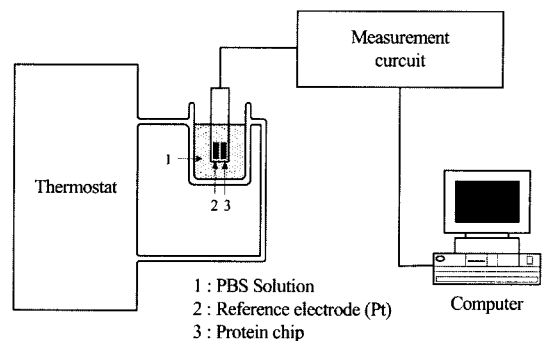 Measurement
curcuit
Thermostat
1
2 3
1 : PBS Solution
2 : Reference electrode (Pt)
3 : Protein chip
Computer